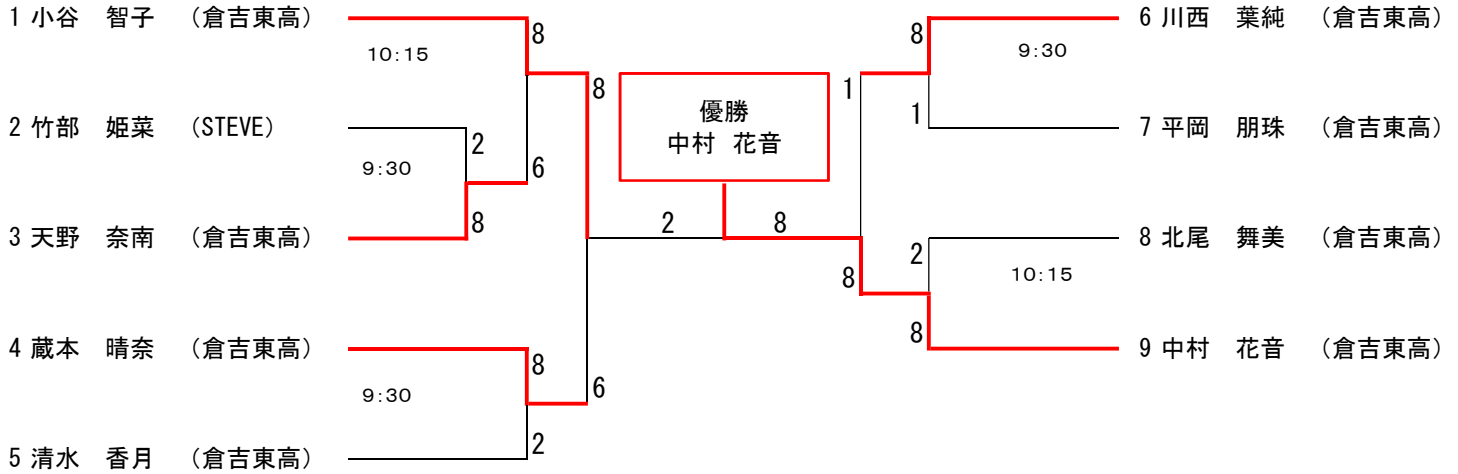 1 小谷　智子　（倉吉東高）
8
10:15
2 竹部　姫菜　（STEVE）
2
9:30
6
3 天野　奈南　（倉吉東高）
8
8
4 蔵本　晴奈　（倉吉東高）
8
9:30
6
5 清水　香月　（倉吉東高）
2
優勝
中村　花音
2
8
6 川西　葉純　（倉吉東高）
8
9:30
1
7 平岡　朋珠　（倉吉東高）
1
8 北尾　舞美　（倉吉東高）
2
10:15
8
9 中村　花音　（倉吉東高）
8